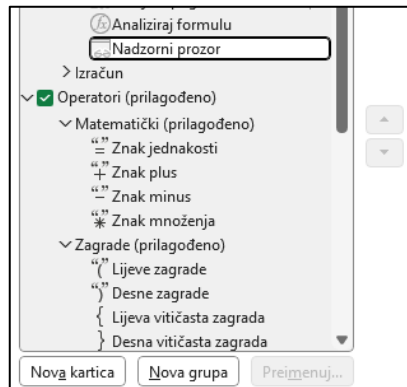 Analiziraj formulu
Nadzorni prozor
Izračun
Operatori (prilagođeno)
Matematički (prilagođeno)
“=” Znak jednakosti
“+” Znak plus
“−” Znak minus
“*” Znak množenja
Zagrade (prilagođeno)
“(” Lijeve zagrade
“)” Desne zagrade
{ Lijeva vitičasta zagrada
} Desna vitičasta zagrada
Nova kartica Nova grupa Preimenuj...